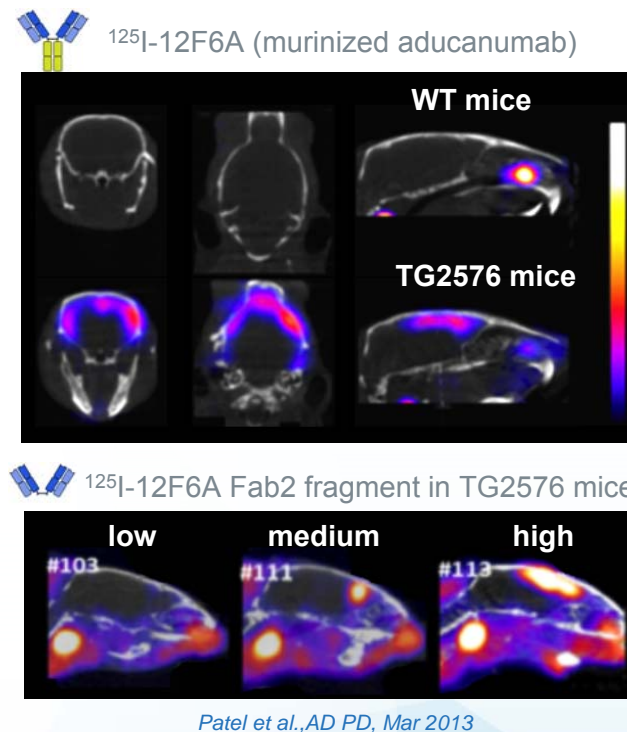 125I-12F6A (murinized aducanumab)
WT mice
TG2576 mice
125I-12F6A Fab2 fragment in TG2576 mice
low medium high
#103 #111 #113
Patel et al.,AD PD, Mar 2013